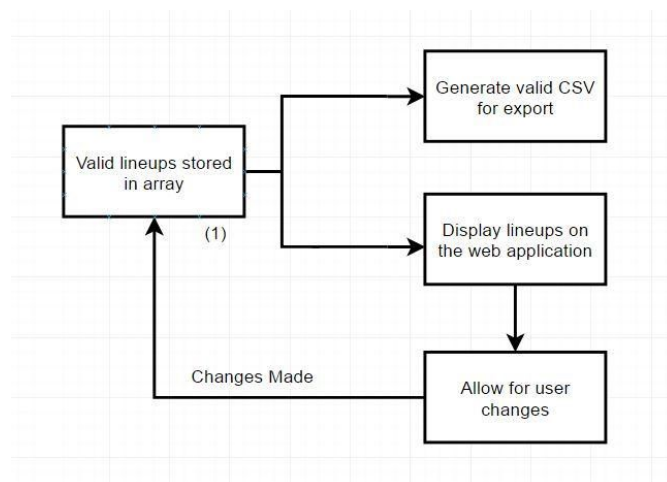 Generate valid CSV
for export
Valid lineups stored
in array
(1)
Display lineups on
the web application
Changes Made
Allow for user
changes